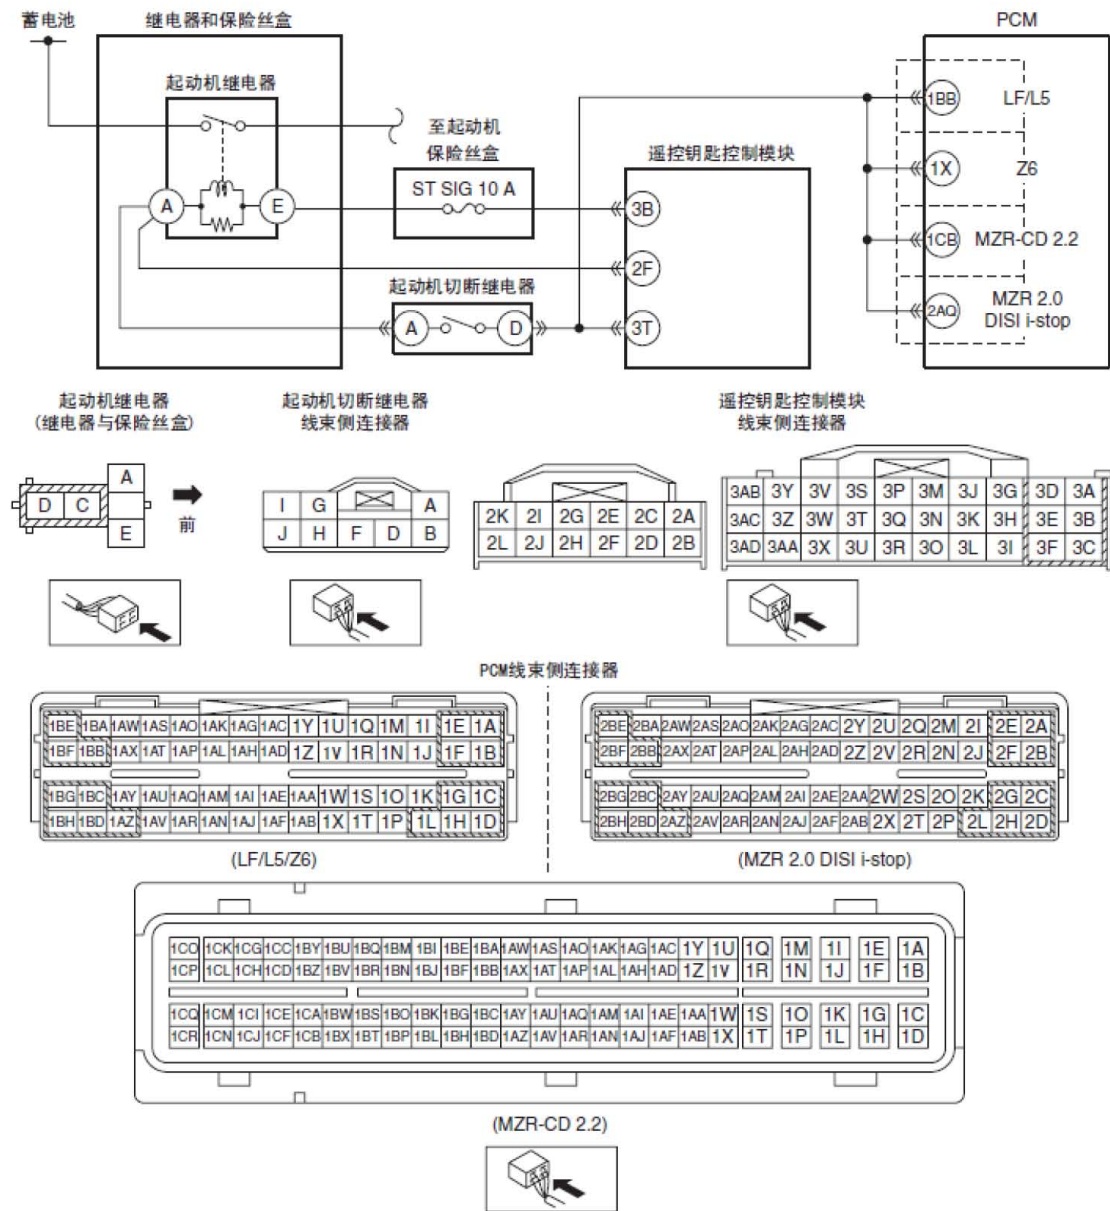 蓄电池
继电器和保险丝盒
PCM
起动机继电器
1BB LF/L5
至起动机
保险丝盒
遥控钥匙控制模块
1X Z6
ST SIG 10 A
A E
3B
1CB MZR-CD 2.2
2F
起动机切断继电器
MZR 2.0
2AQ DISI i-stop
A D
3T
起动机继电器
(继电器与保险丝盒)
起动机切断继电器
线束侧连接器
遥控钥匙控制模块
线束侧连接器
A
D C
E
前
I G A
J H F D B
2K 2I 2G 2E 2C 2A
2L 2J 2H 2F 2D 2B
3AB 3Y 3V 3S 3P 3M 3J 3G 3D 3A
3AC 3Z 3W 3T 3Q 3N 3K 3H 3E 3B
3AD 3AA 3X 3U 3R 3O 3L 3I 3F 3C
PCM线束侧连接器
1BE 1BA 1AW 1AS 1AO 1AK 1AG 1AC 1Y 1U 1Q 1M 1I 1E 1A
1BF 1BB 1AX 1AT 1AP 1AL 1AH 1AD 1Z 1V 1R 1N 1J 1F 1B
1BG 1BC 1AY 1AU 1AQ 1AM 1AI 1AE 1AA 1W 1S 1O 1K 1G 1C
1BH 1BD 1AZ 1AV 1AR 1AN 1AJ 1AF 1AB 1X 1T 1P 1L 1H 1D
(LF/L5/Z6)
2BE 2BA 2AW 2AS 2AO 2AK 2AG 2AC 2Y 2U 2Q 2M 2I 2E 2A
2BF 2BB 2AX 2AT 2AP 2AL 2AH 2AD 2Z 2V 2R 2N 2J 2F 2B
2BG 2BC 2AY 2AU 2AQ 2AM 2AI 2AE 2AA 2W 2S 2O 2K 2G 2C
2BH 2BD 2AZ 2AV 2AR 2AN 2AJ 2AF 2AB 2X 2T 2P 2L 2H 2D
(MZR 2.0 DISI i-stop)
1CO 1CK 1CG 1CC 1BY 1BU 1BQ 1BM 1BI 1BE 1BA 1AW 1AS 1AO 1AK 1AG 1AC 1Y 1U 1Q 1M 1I 1E 1A
1CP 1CL 1CH 1CD 1BZ 1BV 1BR 1BN 1BJ 1BF 1BB 1AX 1AT 1AP 1AL 1AH 1AD 1Z 1V 1R 1N 1J 1F 1B
1CQ 1CM 1CI 1CE 1CA 1BW 1BS 1BO 1BK 1BG 1BC 1AY 1AU 1AQ 1AM 1AI 1AE 1AA 1W 1S 1O 1K 1G 1C
1CR 1CN 1CJ 1CF 1CB 1BX 1BT 1BP 1BL 1BH 1BD 1AZ 1AV 1AR 1AN 1AJ 1AF 1AB 1X 1T 1P 1L 1H 1D
(MZR-CD 2.2)